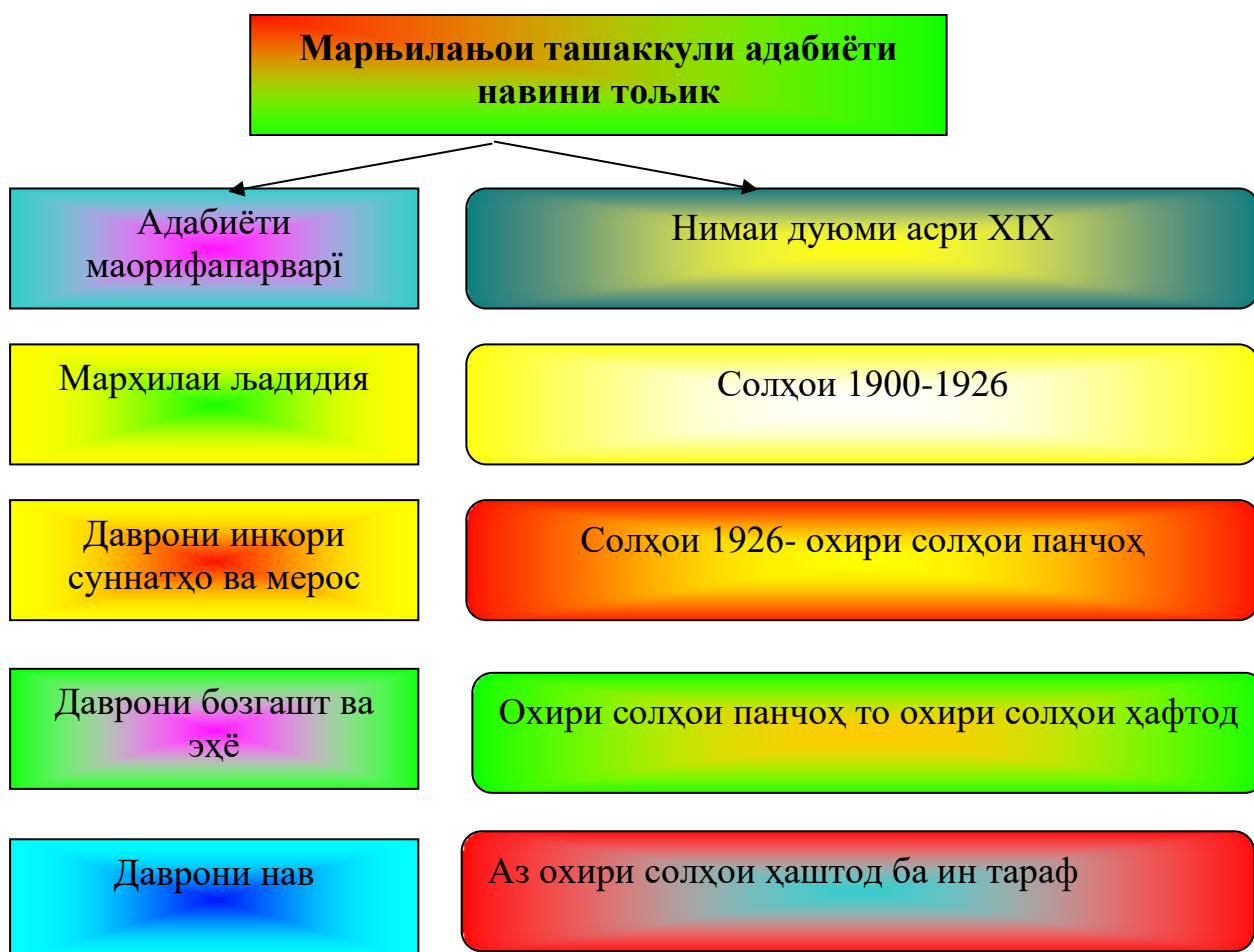 Марњилањои ташаккули адабиёти
навини тољик
Адабиёти
маорифапарварї
Нимаи дуюми асри XIX
Марҳилаи љадидия
Солҳои 1900-1926
Даврони инкори
суннатҳо ва мерос
Солҳои 1926- охири солҳои панчоҳ
Даврони бозгашт ва
эҳё
Охири солҳои панчоҳ то охири солҳои ҳафтод
Даврони нав
Аз охири солҳои ҳаштод ба ин тараф